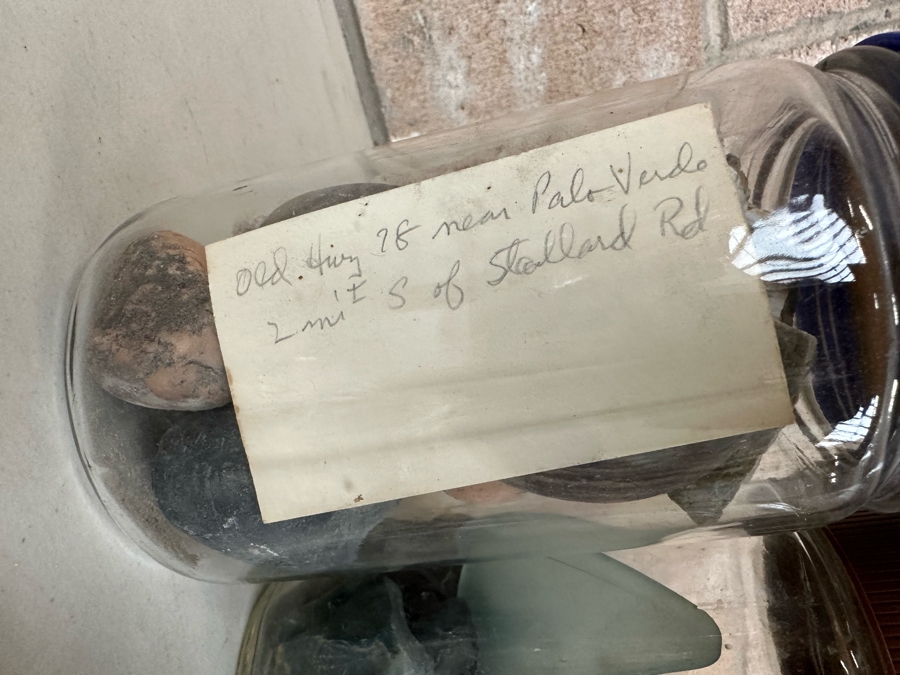 Old. Hwy 78 near Palo Verde
2 mi ± S of Stallard Rd